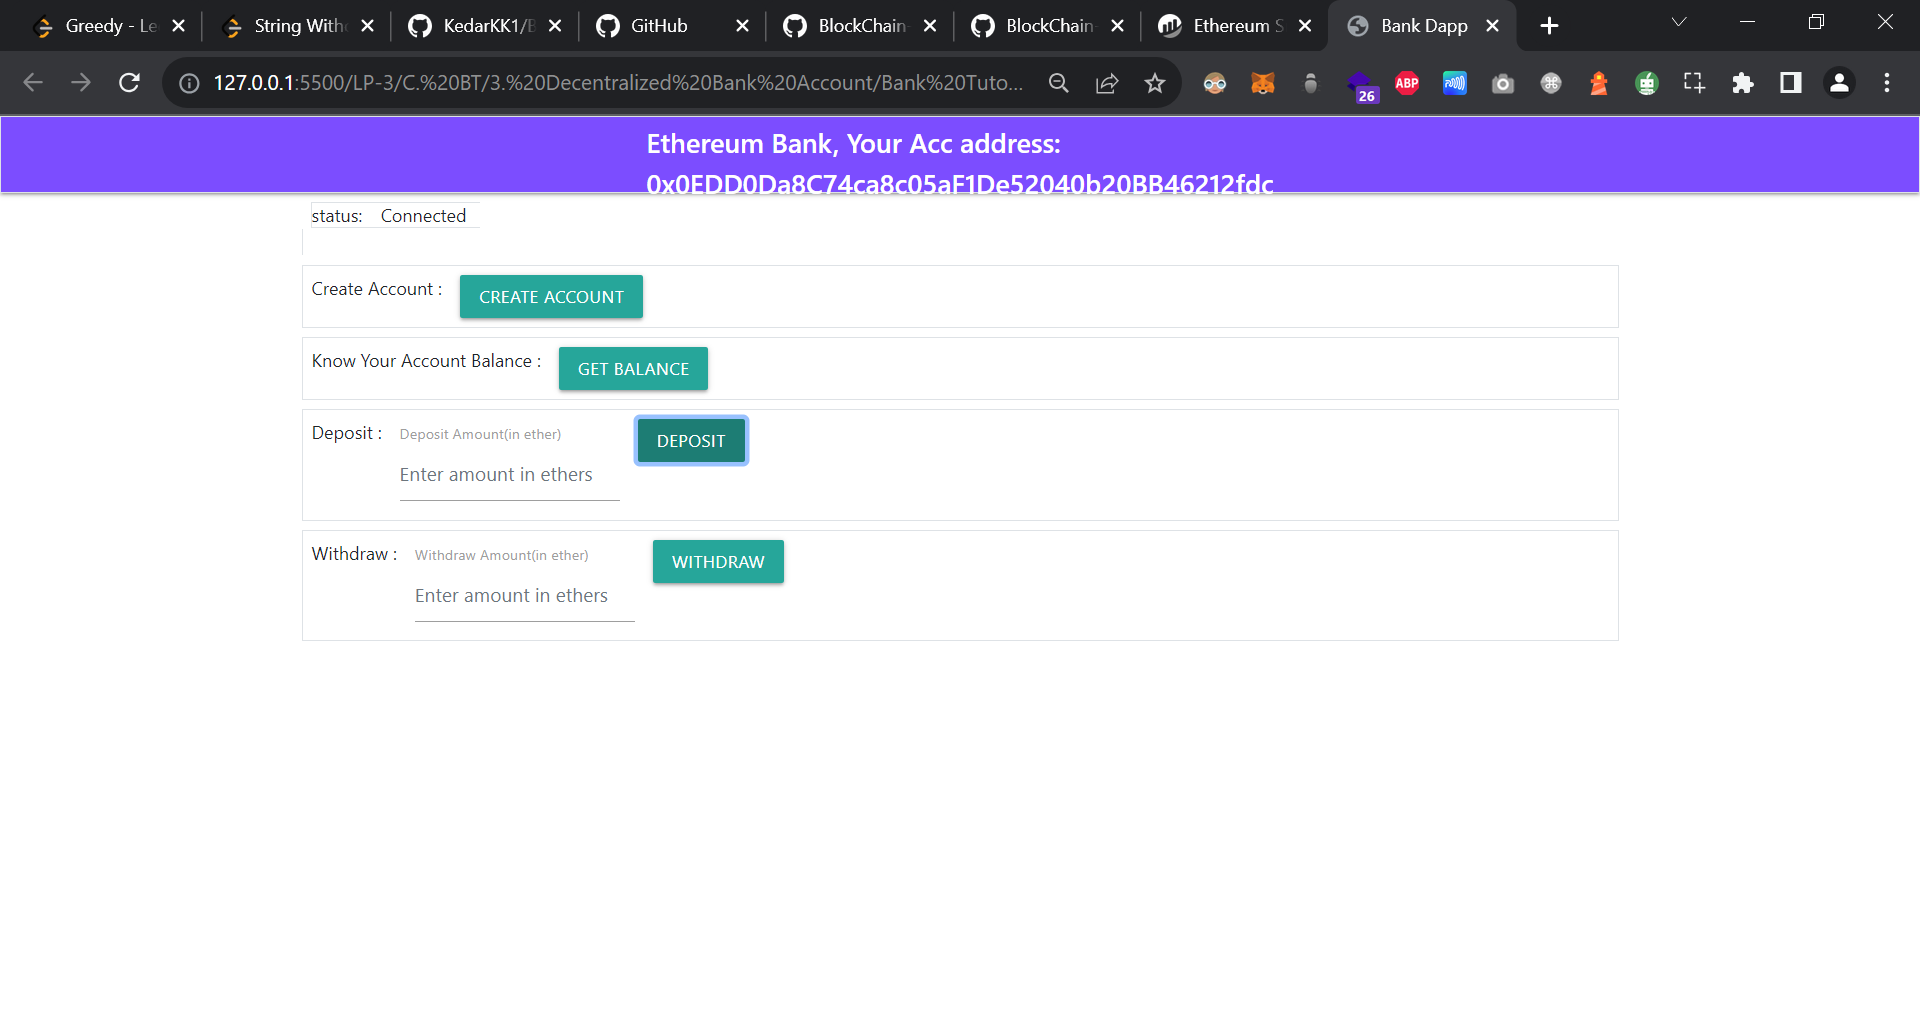 Greedy - Le
String With
KedarKK1/B
GitHub
BlockChain-
BlockChain-
Ethereum S
Bank Dapp
127.0.0.1:5500/LP-3/C.%20BT/3.%20Decentralized%20Bank%20Account/Bank%20Tuto...
26
ABP
Ethereum Bank, Your Acc address:
0x0EDD0Da8C74ca8c05aF1De52040b20BB46212fdc
status: Connected
Create Account : CREATE ACCOUNT
Know Your Account Balance : GET BALANCE
Deposit : Deposit Amount(in ether) DEPOSIT
Enter amount in ethers
Withdraw : Withdraw Amount(in ether) WITHDRAW
Enter amount in ethers